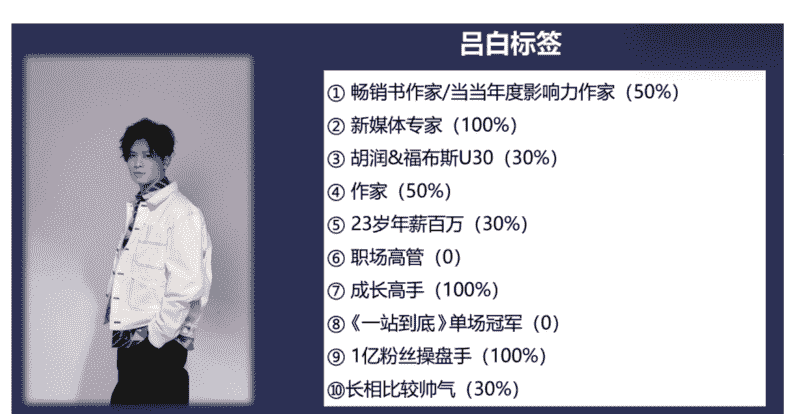 吕白标签
① 畅销书作家/当当年度影响力作家（50%）
② 新媒体专家（100%）
③ 胡润&福布斯U30（30%）
④ 作家（50%）
⑤ 23岁年薪百万（30%）
⑥ 职场高管（0）
⑦ 成长高手（100%）
⑧《一站到底》单场冠军（0）
⑨ 1亿粉丝操盘手（100%）
⑩长相比较帅气（30%）